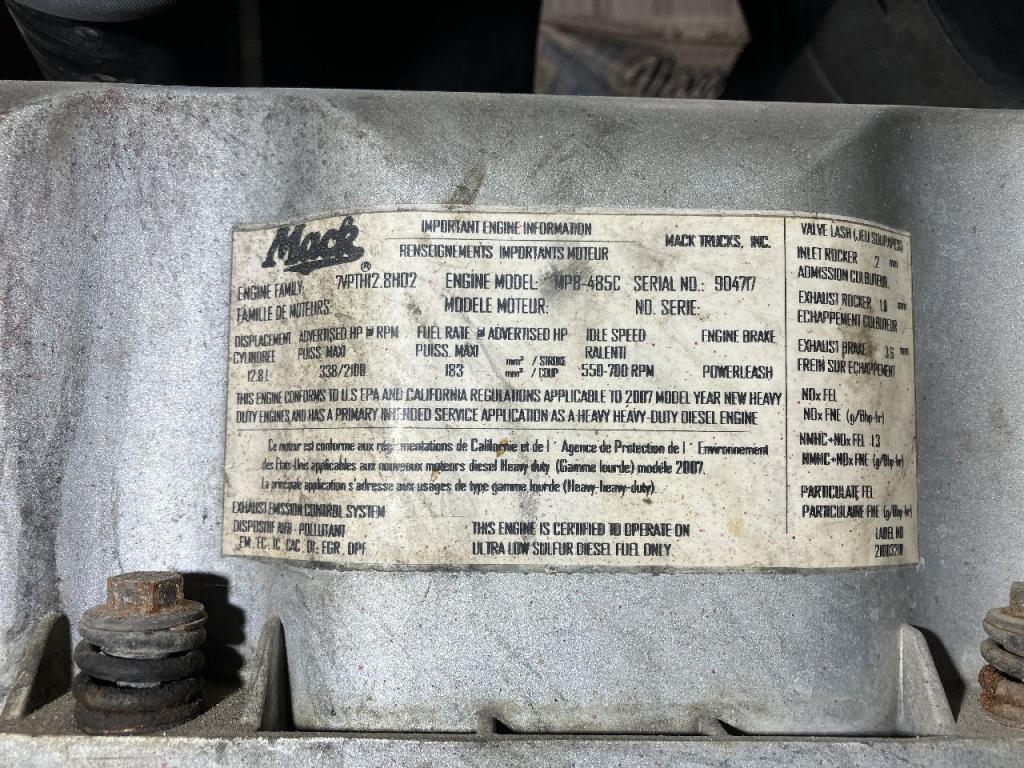 Mack
®
IMPORTANT ENGINE INFORMATION
RENSEIGNEMENTS IMPORTANTS MOTEUR
MACK TRUCKS, INC.
ENGINE FAMILY: 7VPTH12.8H02 ENGINE MODEL: MP8-485C SERIAL NO.: 904717
FAMILLE DE MOTEURS: MODELE MOTEUR: NO. SERIE:
DISPLACEMENT ADVERTISED HP @ RPM FUEL RATE @ ADVERTISED HP IDLE SPEED ENGINE BRAKE
CYLINDREE PUISS. MAXI PUISS. MAXI mm³ / STROKE RALENTI
12.8 L 338/2100 183 mm³ / COUP 550-700 RPM POWERLEASH
THIS ENGINE CONFORMS TO U.S EPA AND CALIFORNIA REGULATIONS APPLICABLE TO 2007 MODEL YEAR NEW HEAVY
DUTY ENGINES AND HAS A PRIMARY INTENDED SERVICE APPLICATION AS A HEAVY HEAVY-DUTY DIESEL ENGINE
Ce moteur est conforme aux réglementations de Californie et de l ' Agence de Protection de l ' Environnement
des Etats-Unis applicables aux nouveaux moteurs diesel Heavy duty (Gamme lourde) modéle 2007.
La principale application s adresse aux usages de type gamme lourde (Heavy-heavy-duty).
EXHAUST EMISSION CONTROL SYSTEM
DISPOSITIF ANTI - POLLUTANT
EM, EC, TC, CAC, DI, EGR, DPF
THIS ENGINE IS CERTIFIED TO OPERATE ON
ULTRA LOW SULFUR DIESEL FUEL ONLY.
VALVE LASH (JEU SOUPAPES)
INLET ROCKER .2 mm
ADMISSION CULBUTEUR
EXHAUST ROCKER mm
ECHAPPEMENT CULBUTEUR
EXHAUST BRAKE 3.6 mm
FREIN SUR ECHAPPEMENT
NOx FEL
NOx FNE (g/Bhp-hr)
NMHC+NOx FEL 1.3
NMHC+NOx FNE (g/Bhp-hr)
PARTICULATE FEL
PARTICULAIRE FNE (g/Bhp-hr)
LABEL NO